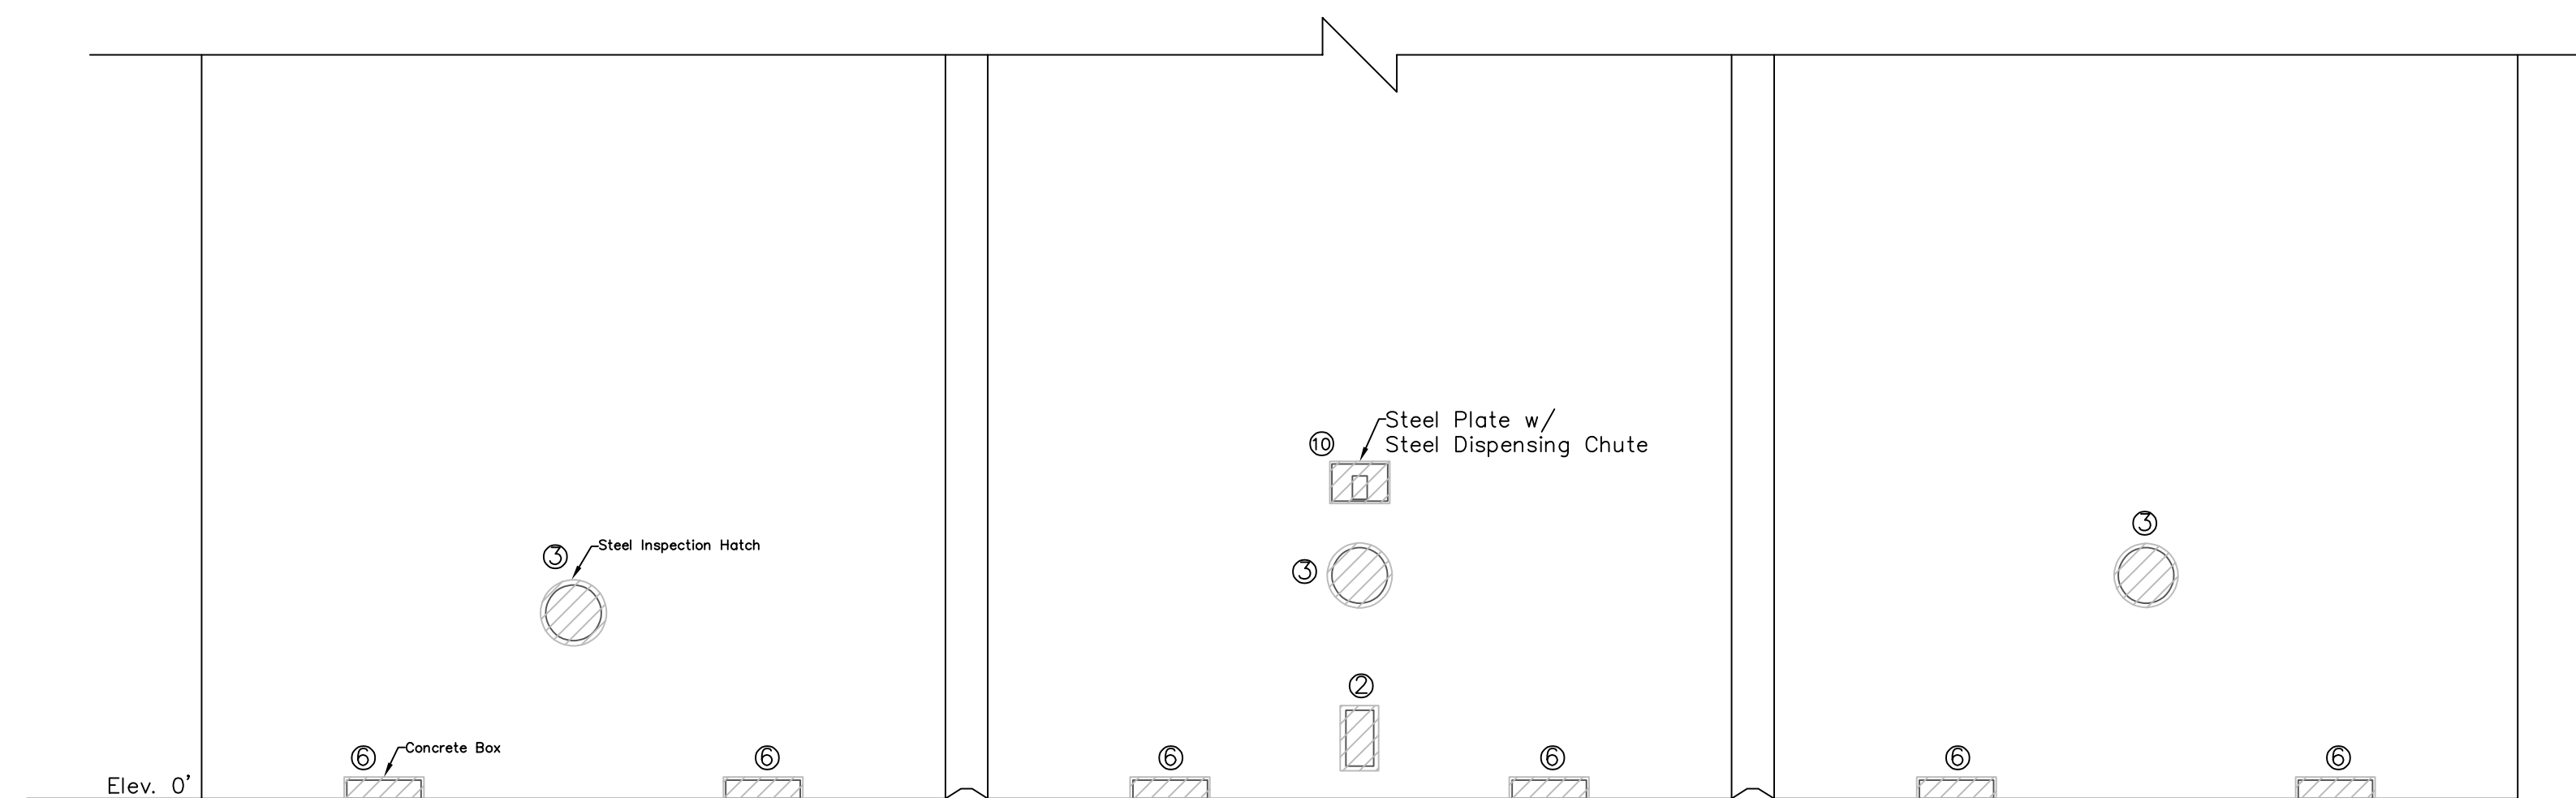 Steel Plate w/
⑩
Steel Dispensing Chute
③
③ Steel Inspection Hatch
③
②
⑥ Concrete Box
⑥
⑥
⑥
⑥
⑥
Elev. 0'